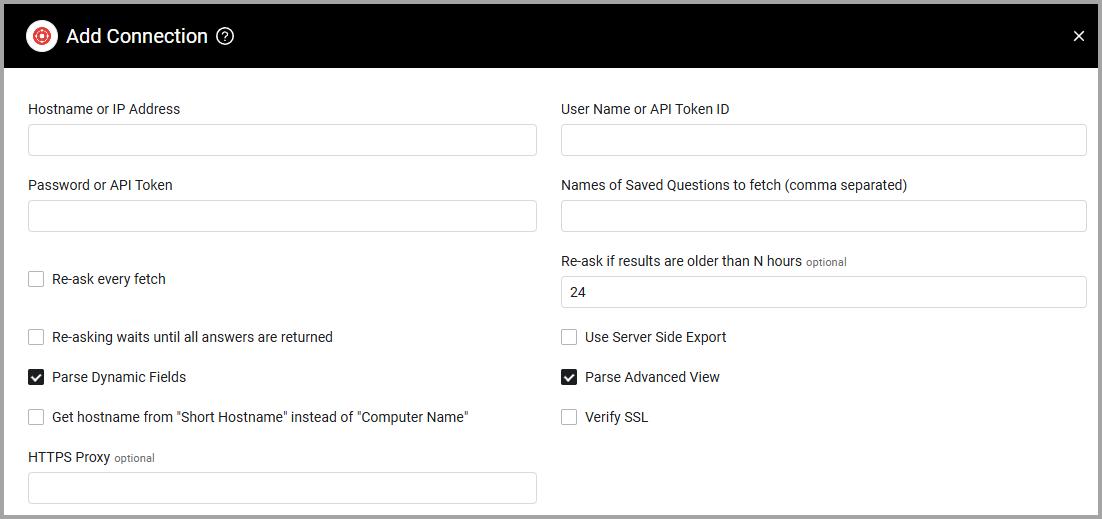 Add Connection ?
Hostname or IP Address
User Name or API Token ID
Password or API Token
Names of Saved Questions to fetch (comma separated)
Re-ask every fetch
Re-ask if results are older than N hours optional
24
Re-asking waits until all answers are returned
Use Server Side Export
Parse Dynamic Fields
Parse Advanced View
Get hostname from "Short Hostname" instead of "Computer Name"
Verify SSL
HTTPS Proxy optional